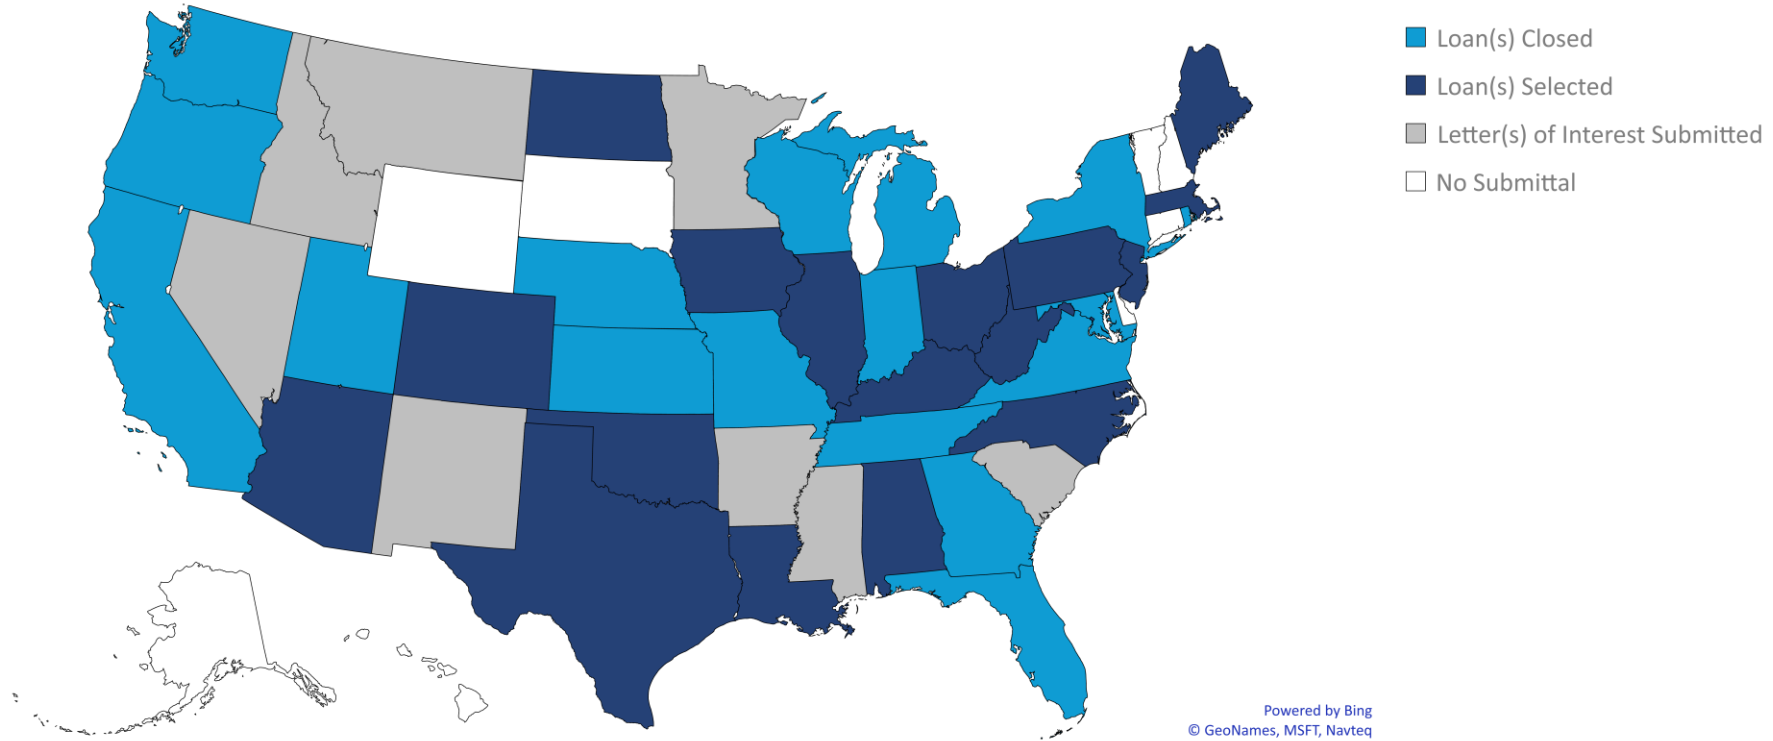 Loan(s) Closed
Loan(s) Selected
Letter(s) of Interest Submitted
No Submittal
Powered by Bing
© GeoNames, MSFT, Navteq